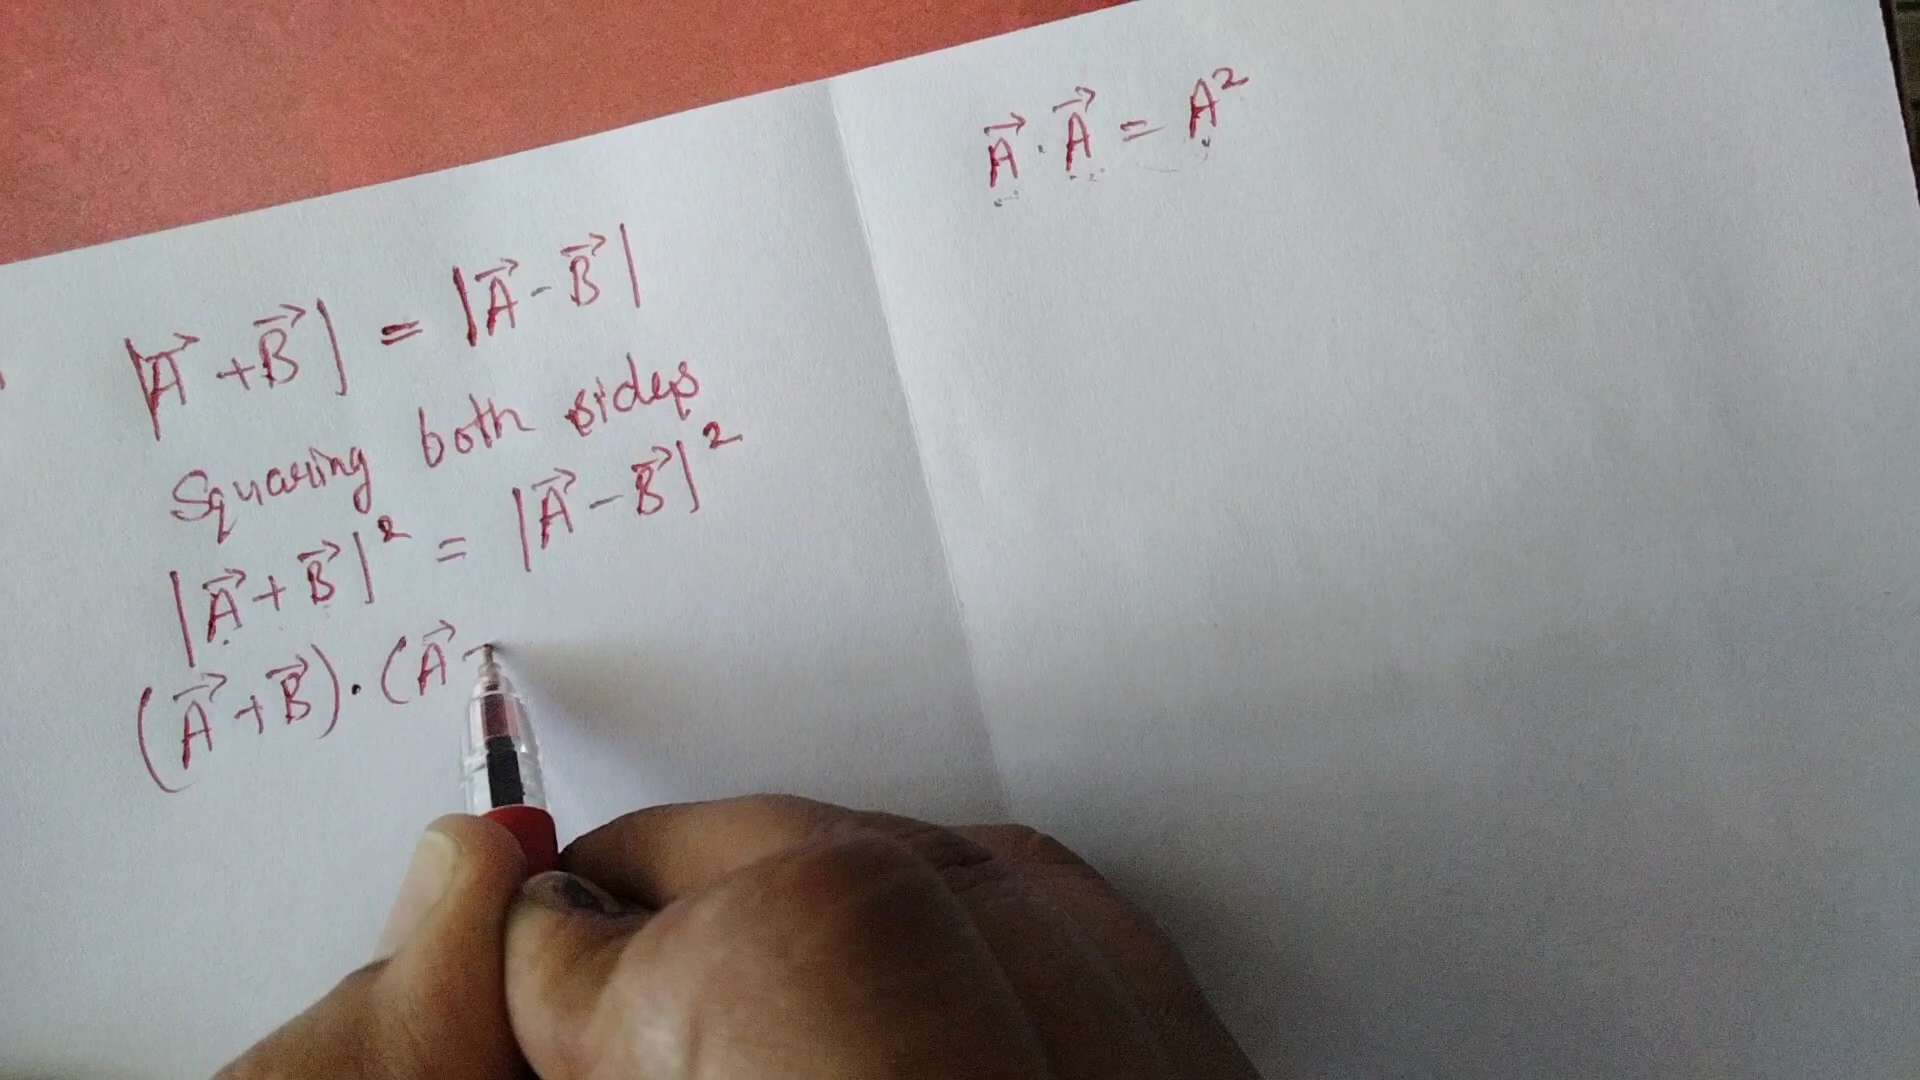 |A⃗ + B⃗| = |A⃗ - B⃗|
Squaring both sides
|A⃗ + B⃗|² = |A⃗ - B⃗|²
(A⃗ + B⃗) · (A⃗
A⃗ · A⃗ = A²